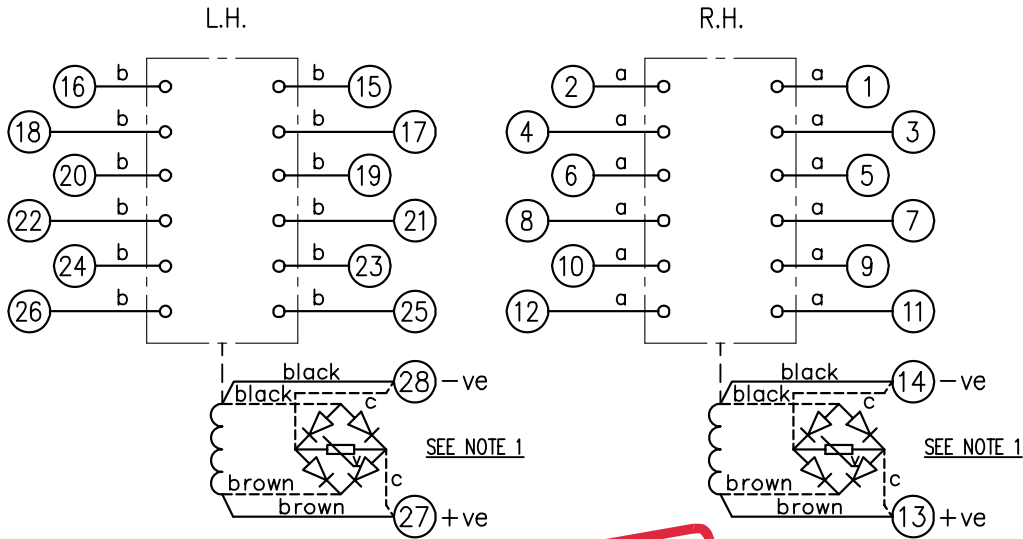 L.H. R.H.
16 b b 15 2 a a 1
18 b b 17 4 a a 3
20 b b 19 6 a a 5
22 b b 21 8 a a 7
24 b b 23 10 a a 9
26 b b 25 12 a a 11
black 28 -ve black 14 -ve
black c black c
SEE NOTE 1 SEE NOTE 1
brown c brown c
brown 27 +ve brown 13 +ve